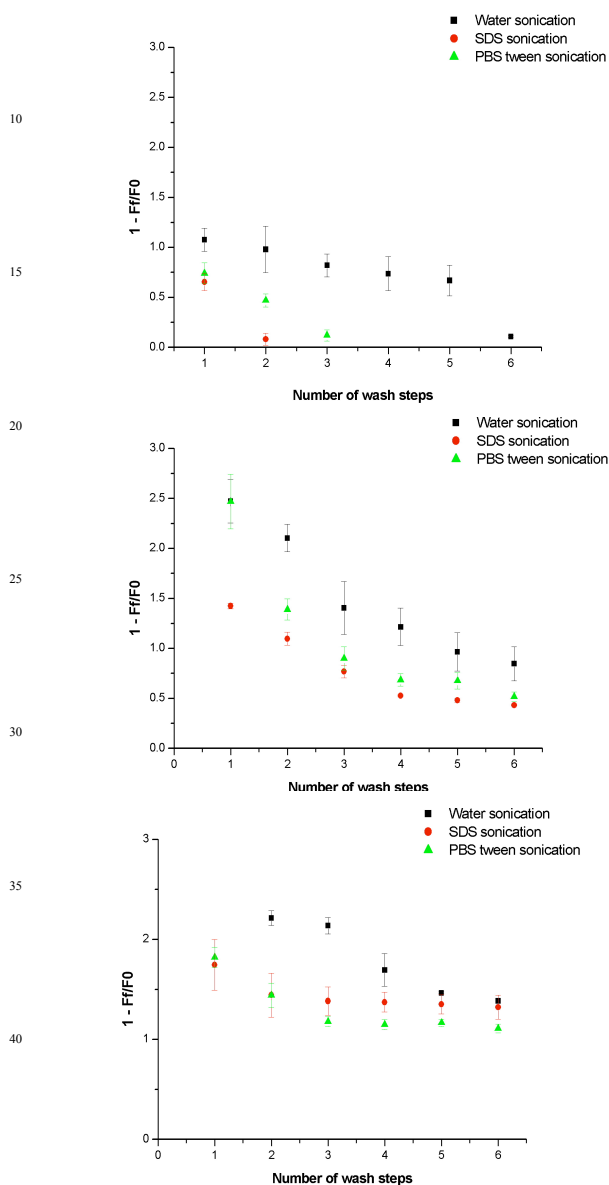 Water sonication
SDS sonication
PBS tween sonication
3.0
2.5
10
2.0
1.5
1 - Ff/F0
1.0
15
0.5
0.0
1 2 3 4 5 6
Number of wash steps
20
Water sonication
SDS sonication
PBS tween sonication
3.0
2.5
25
2.0
1.5
1 - Ff/F0
1.0
0.5
30
0.0
0 1 2 3 4 5 6
Number of wash steps
Water sonication
SDS sonication
PBS tween sonication
3
35
2
1 - Ff/F0
40
1
0
0 1 2 3 4 5 6
Number of wash steps